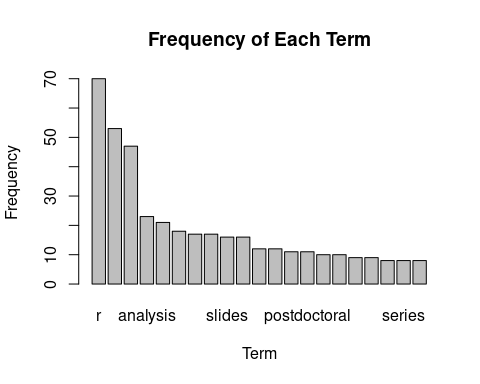 Frequency of Each Term
Frequency
70
50
30
10
0
r analysis slides postdoctoral series
Term